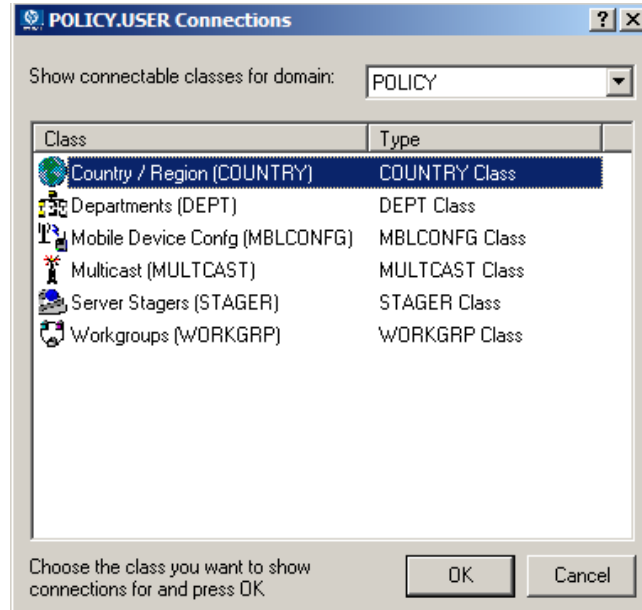 POLICY.USER Connections
Show connectable classes for domain: POLICY
Class Type
Country / Region (COUNTRY) COUNTRY Class
Departments (DEPT) DEPT Class
Mobile Device Confg (MBLCONFG) MBLCONFG Class
Multicast (MULTCAST) MULTCAST Class
Server Stagers (STAGER) STAGER Class
Workgroups (WORKGRP) WORKGRP Class
Choose the class you want to show
connections for and press OK
OK Cancel